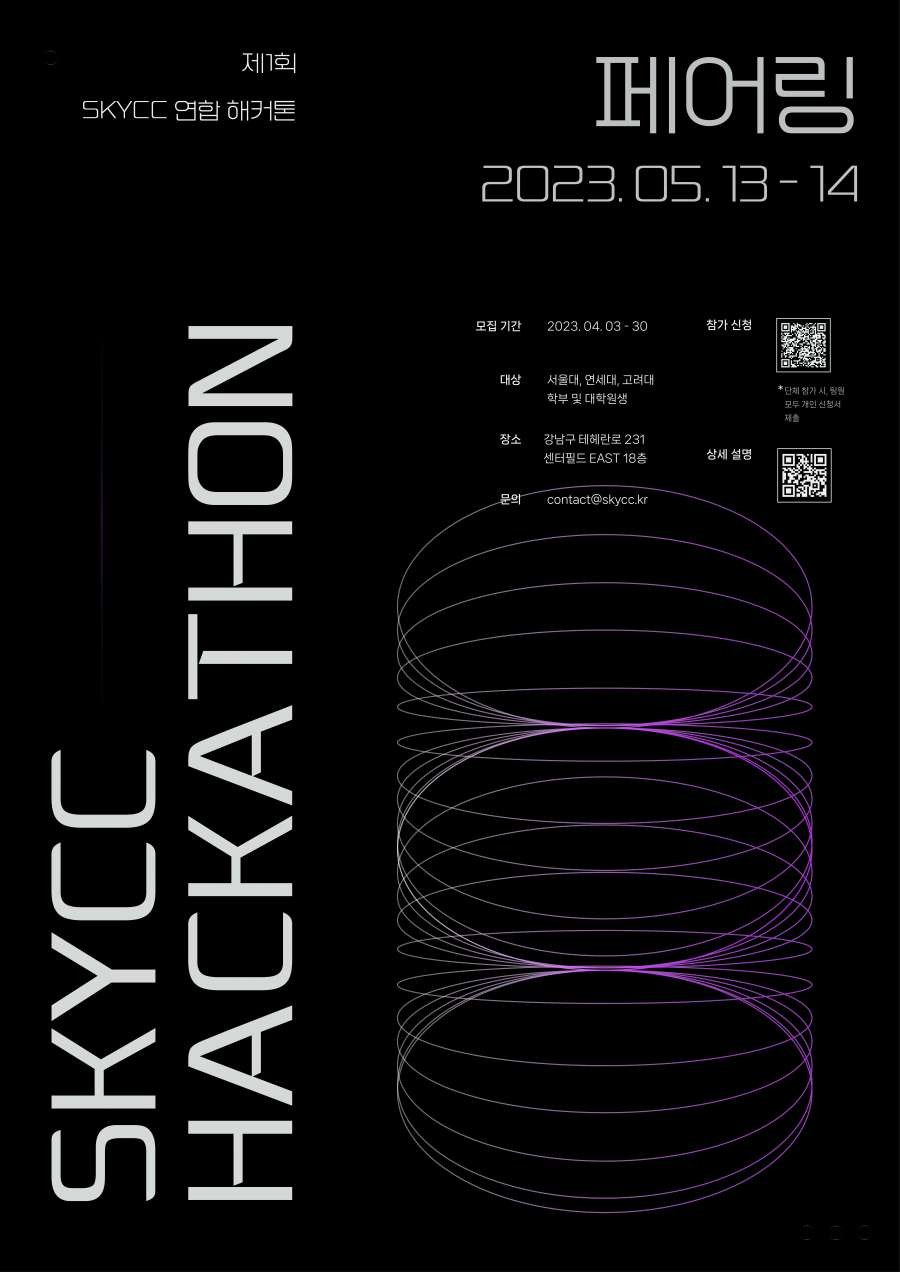 제1회
SKYCC 연합 해커톤
페어링
2023. 05. 13 - 14
모집 기간 2023. 04. 03 - 30
대상 서울대, 연세대, 고려대
학부 및 대학원생
장소 강남구 테헤란로 231
센터필드 EAST 18층
문의 contact@skycc.kr
참가 신청
*단체 참가 시, 팀원
모두 개인 신청서
제출
상세 설명
SKYCC
HACKATHON